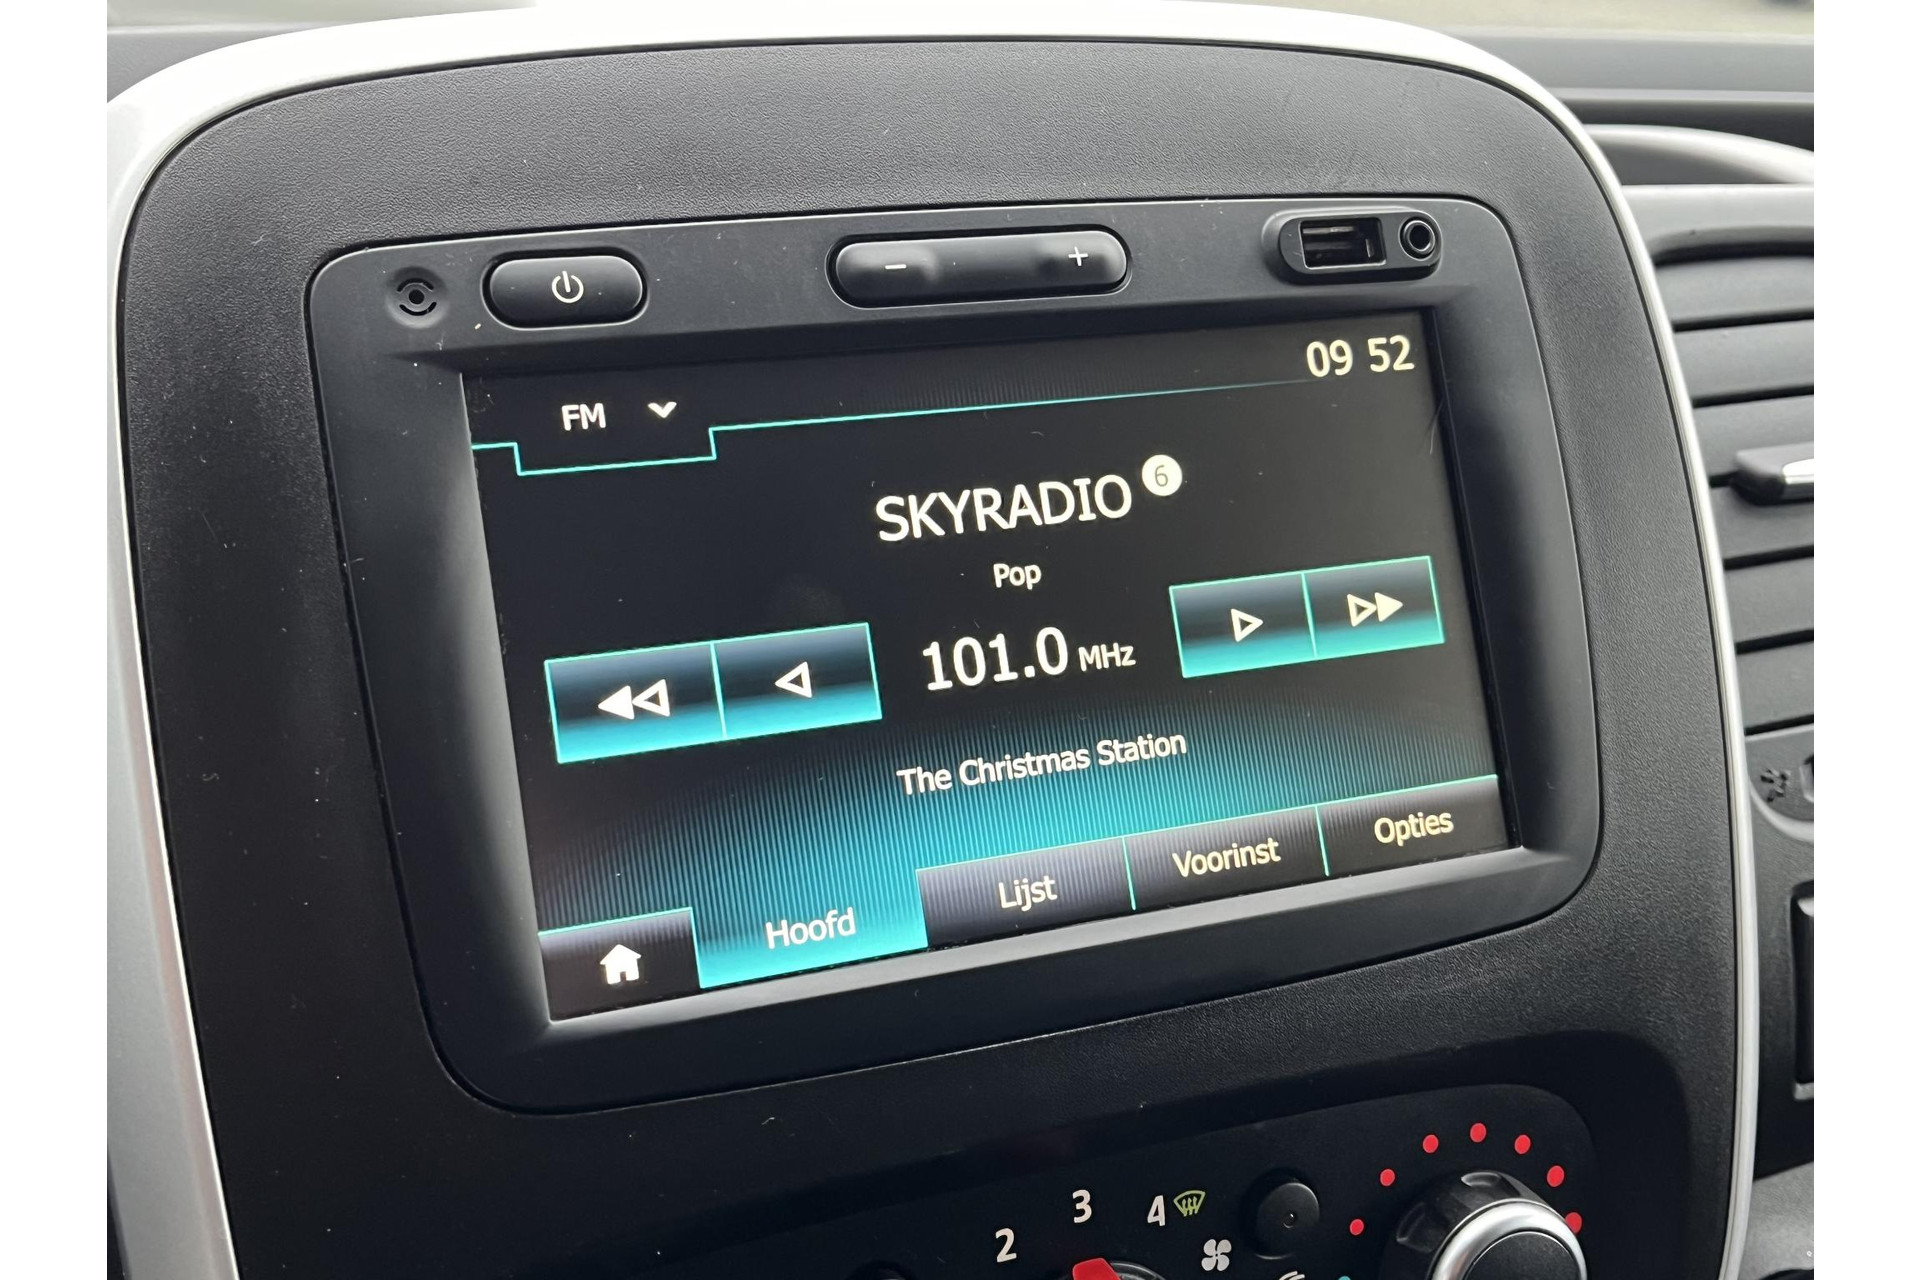 − +
09 52
FM
SKYRADIO 6
Pop
101.0 MHz
The Christmas Station
Hoofd Lijst Voorinst Opties
2 3 4